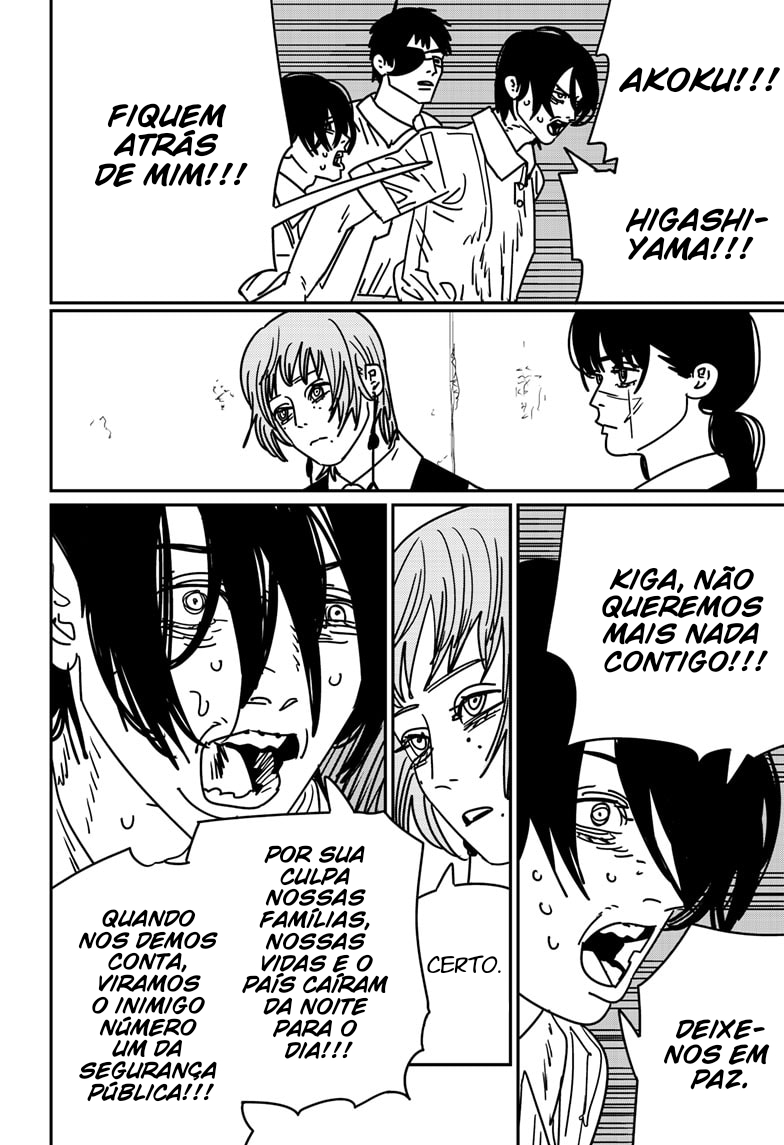 AKOKU!!!
HIGASHI-
YAMA!!!
FIQUEM
ATRÁS
DE MIM!!!
KIGA, NÃO
QUEREMOS
MAIS NADA
CONTIGO!!!
DEIXE-
NOS EM
PAZ.
CERTO.
POR SUA
CULPA
NOSSAS
FAMÍLIAS,
NOSSAS
VIDAS E O
PAÍS CAÍRAM
DA NOITE
PARA O
DIA!!!
QUANDO
NOS DEMOS
CONTA,
VIRAMOS
O INIMIGO
NÚMERO
UM DA
SEGURANÇA
PÚBLICA!!!